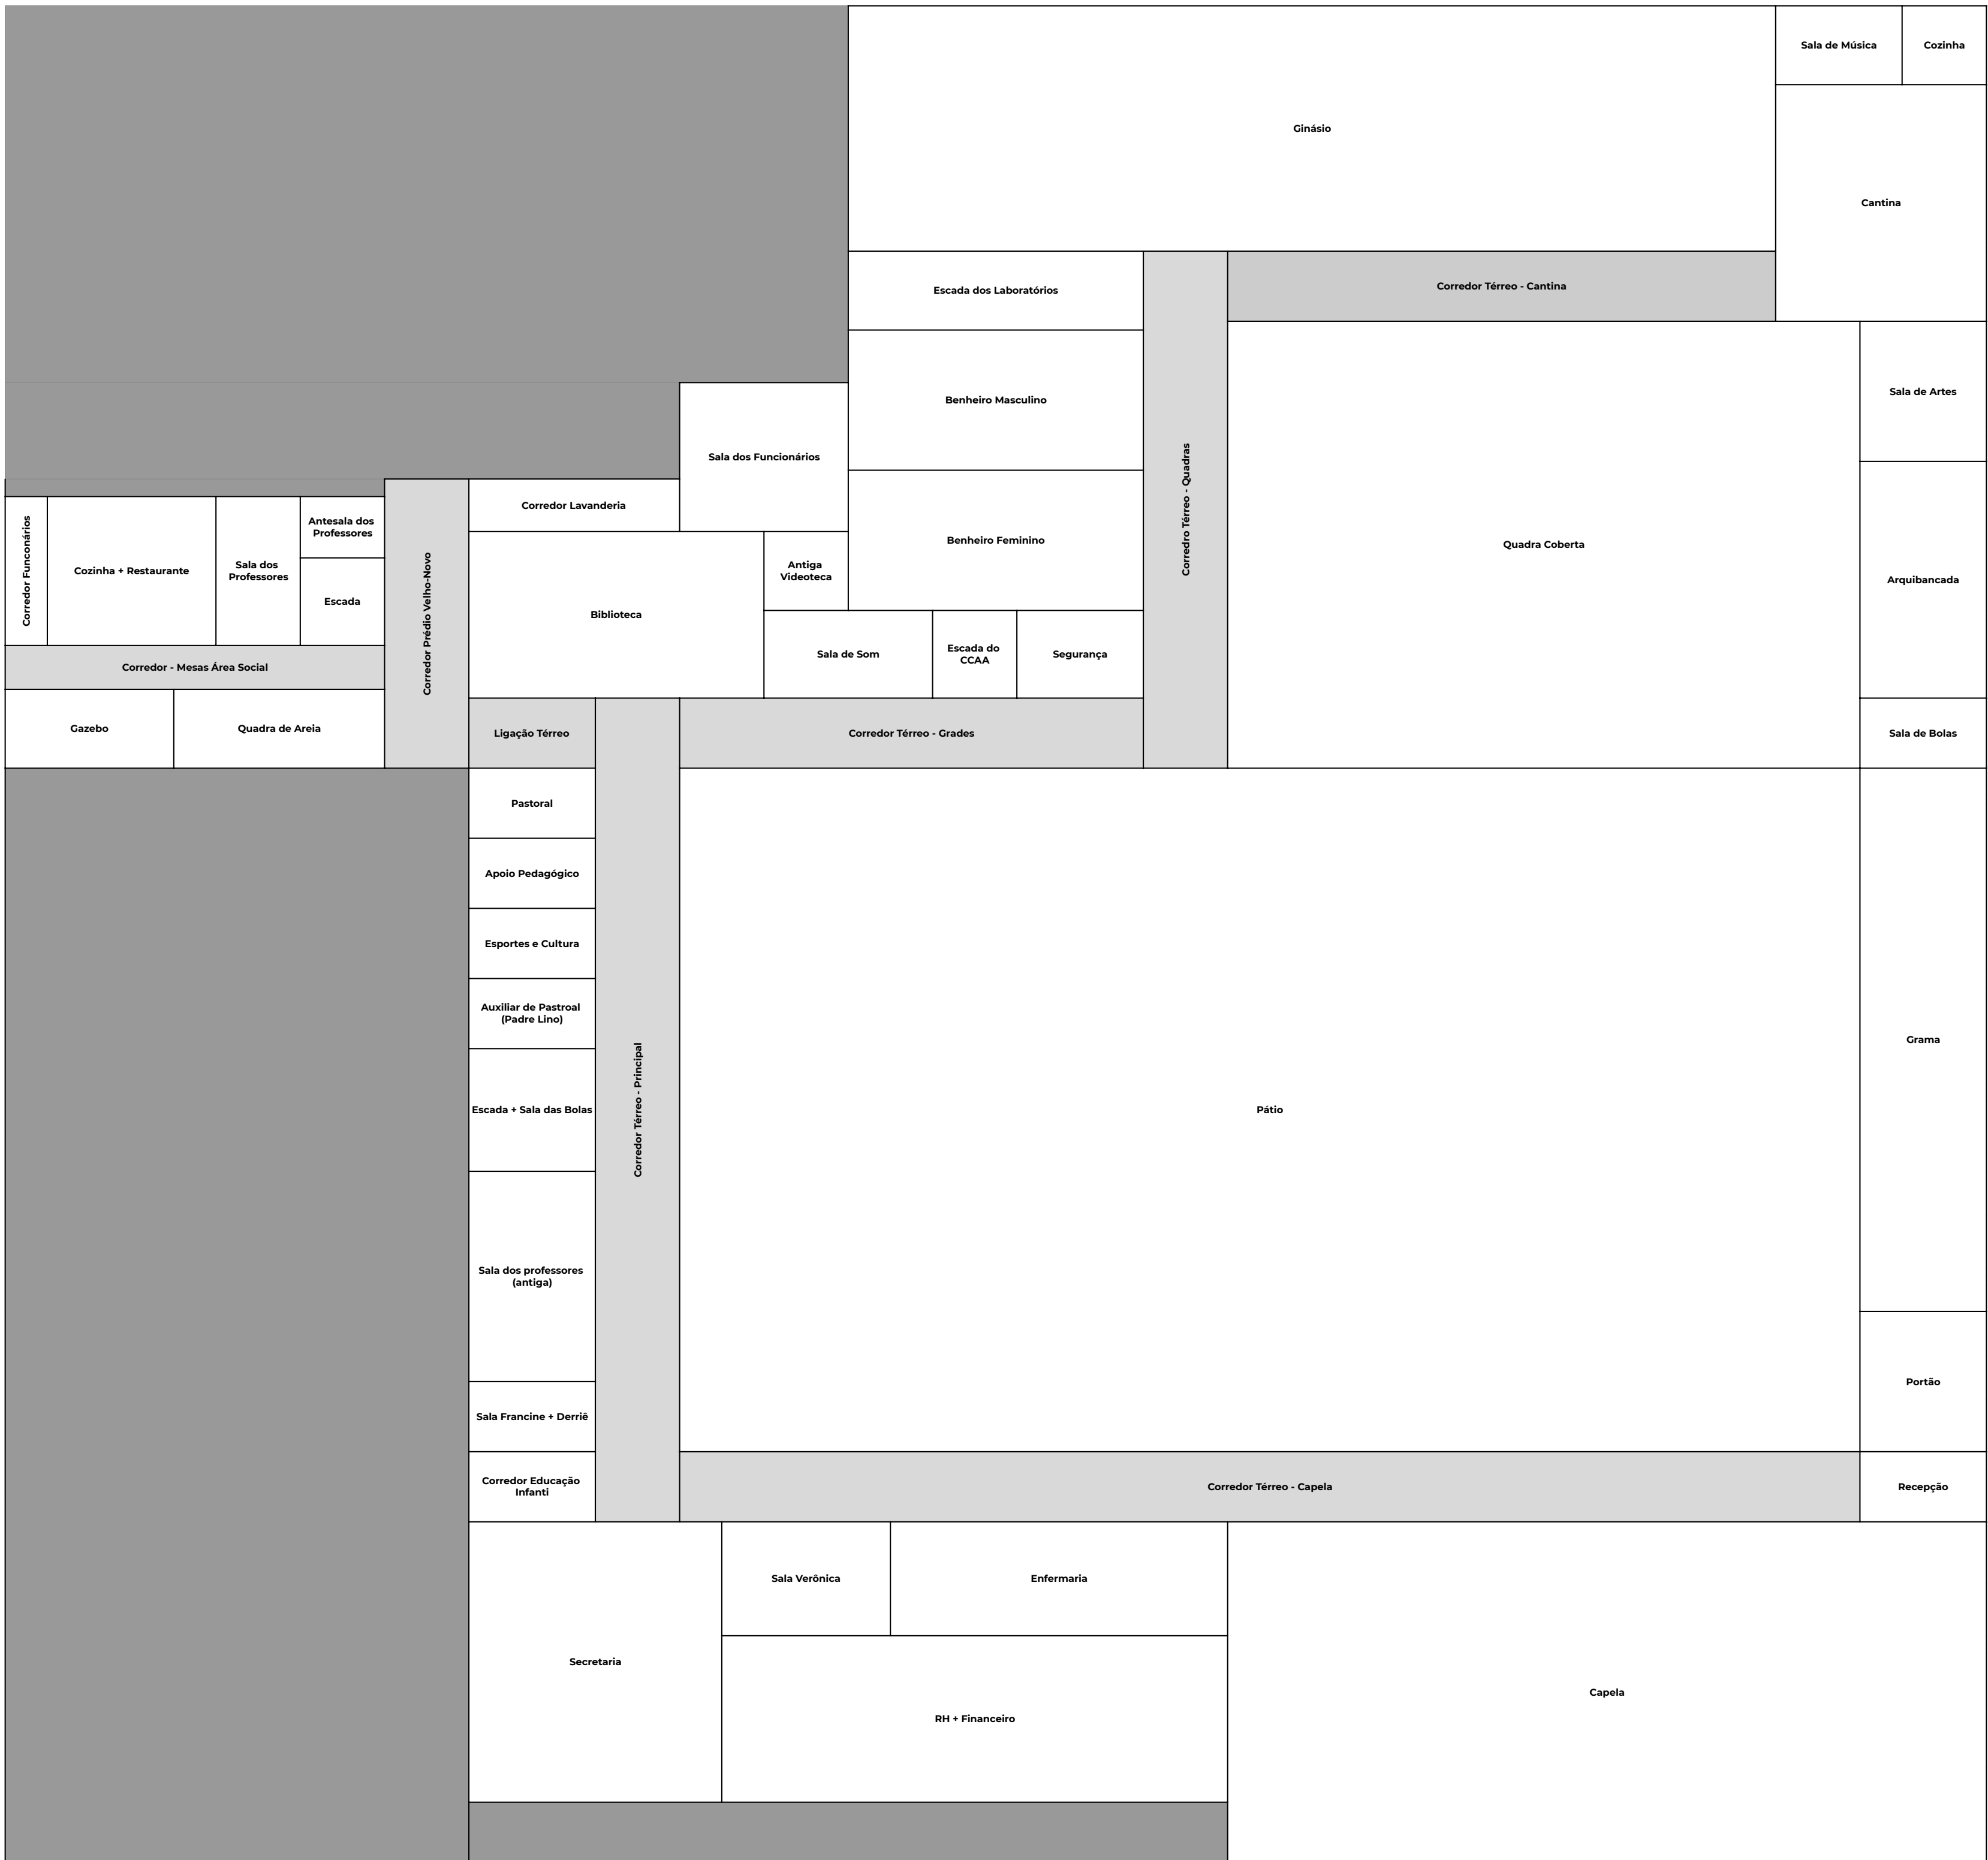 Sala de Música
Cozinha
Ginásio
Cantina
Escada dos Laboratórios
Corredor Térreo - Cantina
Benheiro Masculino
Sala de Artes
Sala dos Funcionários
Corredro Térreo - Quadras
Corredor Lavanderia
Benheiro Feminino
Quadra Coberta
Arquibancada
Corredor Funconários
Cozinha + Restaurante
Sala dos
Professores
Antesala dos
Professores
Escada
Corredor Prédio Velho-Novo
Antiga
Videoteca
Biblioteca
Sala de Som
Escada do
CCAA
Segurança
Corredor - Mesas Área Social
Gazebo
Quadra de Areia
Ligação Térreo
Corredor Térreo - Grades
Sala de Bolas
Pastoral
Apoio Pedagógico
Esportes e Cultura
Auxiliar de Pastroal
(Padre Lino)
Escada + Sala das Bolas
Corredor Térreo - Principal
Pátio
Grama
Sala dos professores
(antiga)
Portão
Sala Francine + Derriê
Corredor Educação
Infanti
Corredor Térreo - Capela
Recepção
Sala Verônica
Enfermaria
Secretaria
RH + Financeiro
Capela